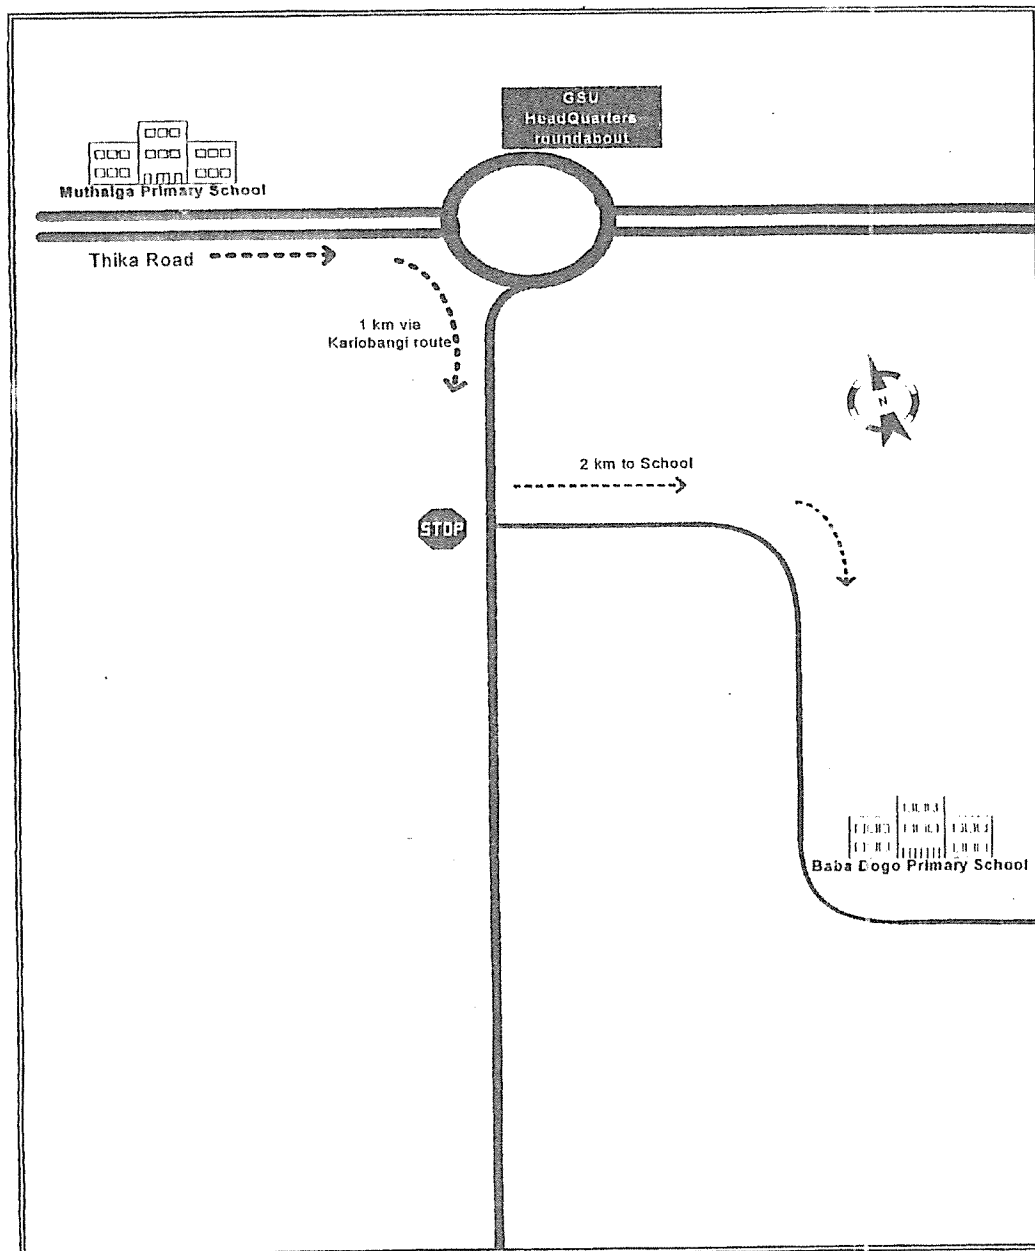 GSU
HeadQuarters
roundabout
Muthaiga Primary School
Thika Road
1 km via
Kariobangi route
N
2 km to School
STOP
Baba Dogo Primary School